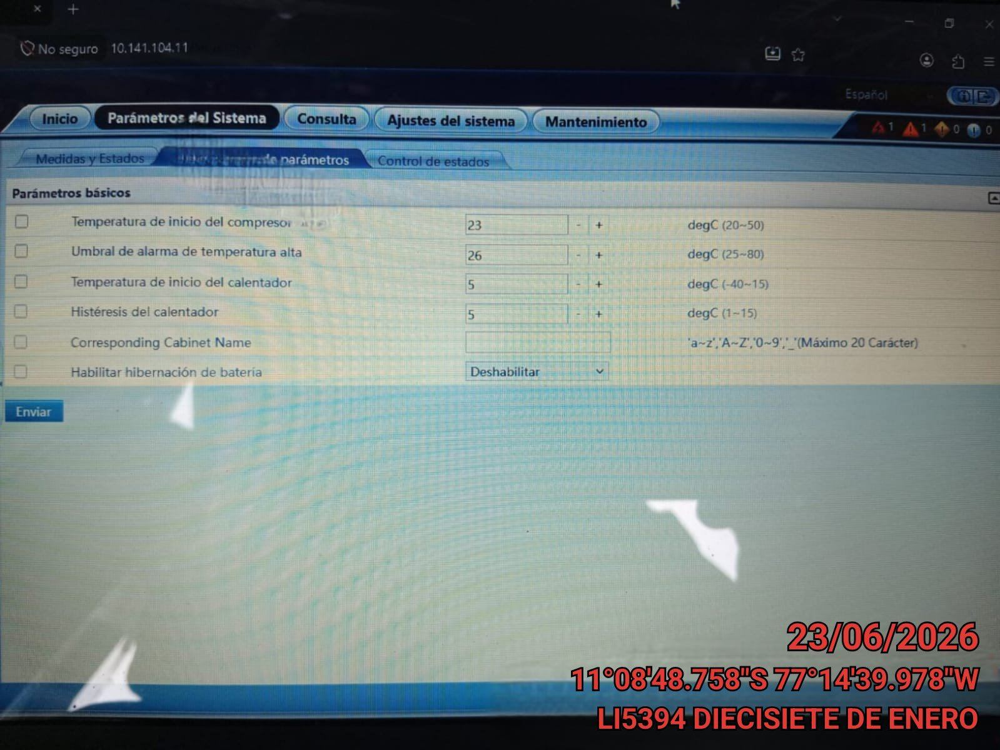 No seguro 10.141.104.11
Español
Inicio Parámetros del Sistema Consulta Ajustes del sistema Mantenimiento 1 1 0 0
Medidas y Estados parámetros Control de estados
Parámetros básicos
Temperatura de inicio del compresor 23 - + degC (20~50)
Umbral de alarma de temperatura alta 26 - + degC (25~80)
Temperatura de inicio del calentador 5 - + degC (-40~15)
Histéresis del calentador 5 - + degC (1~15)
Corresponding Cabinet Name 'a~z','A~Z','0~9','_'(Máximo 20 Carácter)
Habilitar hibernación de batería Deshabilitar
Enviar
23/06/2026
11°08'48.758"S 77°14'39.978"W
LI5394 DIECISIETE DE ENERO